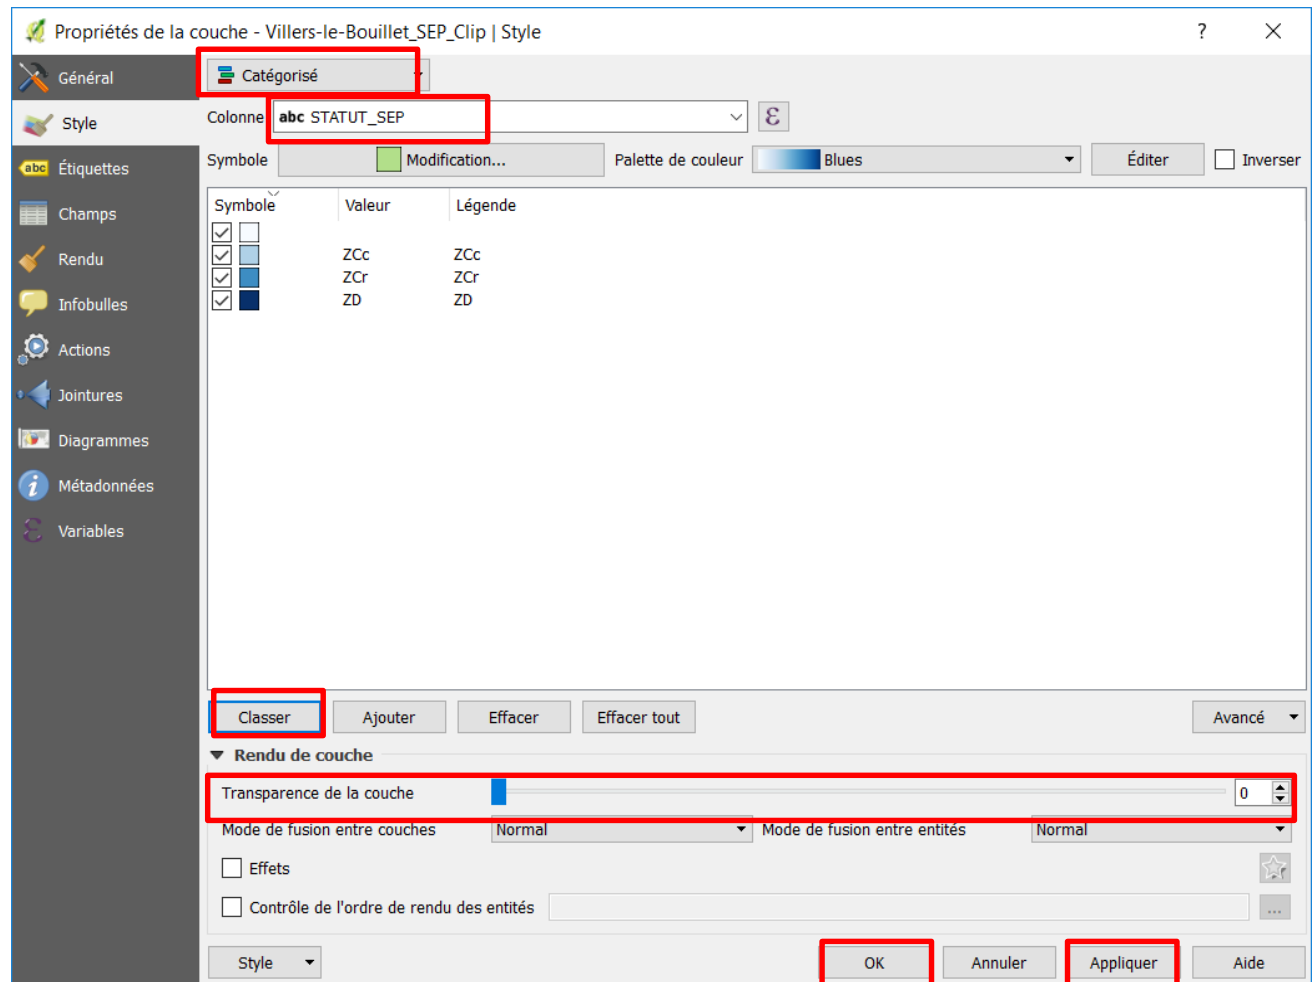 Propriétés de la couche - Villers-le-Bouillet_SEP_Clip | Style
?
Général
Catégorisé
Style
Colonne abc STATUT_SEP
ε
abc Étiquettes
Symbole Modification... Palette de couleur Blues Éditer Inverser
Champs
Symbole Valeur Légende
Rendu
ZCc ZCc
ZCr ZCr
ZD ZD
Infobulles
Actions
Jointures
Diagrammes
i Métadonnées
ε Variables
Classer Ajouter Effacer Effacer tout Avancé
Rendu de couche
Transparence de la couche 0
Mode de fusion entre couches Normal Mode de fusion entre entités Normal
Effets
Contrôle de l'ordre de rendu des entités ...
Style OK Annuler Appliquer Aide